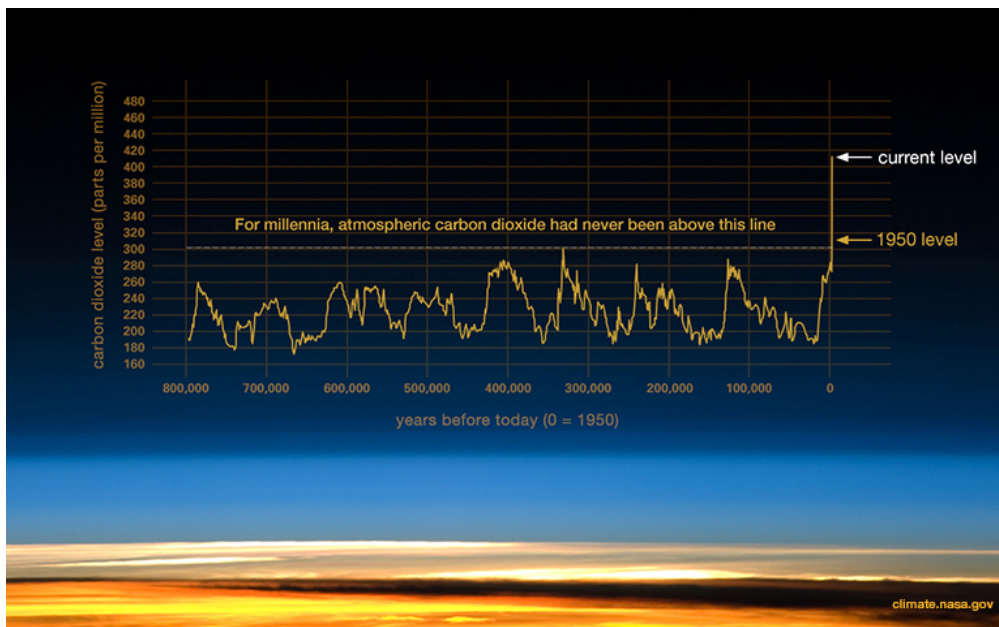 carbon dioxide level (parts per million)
480
460
440
420
400
380
360
340
320
300
280
260
240
220
200
180
160
current level
For millennia, atmospheric carbon dioxide had never been above this line
1950 level
800,000 700,000 600,000 500,000 400,000 300,000 200,000 100,000 0
years before today (0 = 1950)
climate.nasa.gov